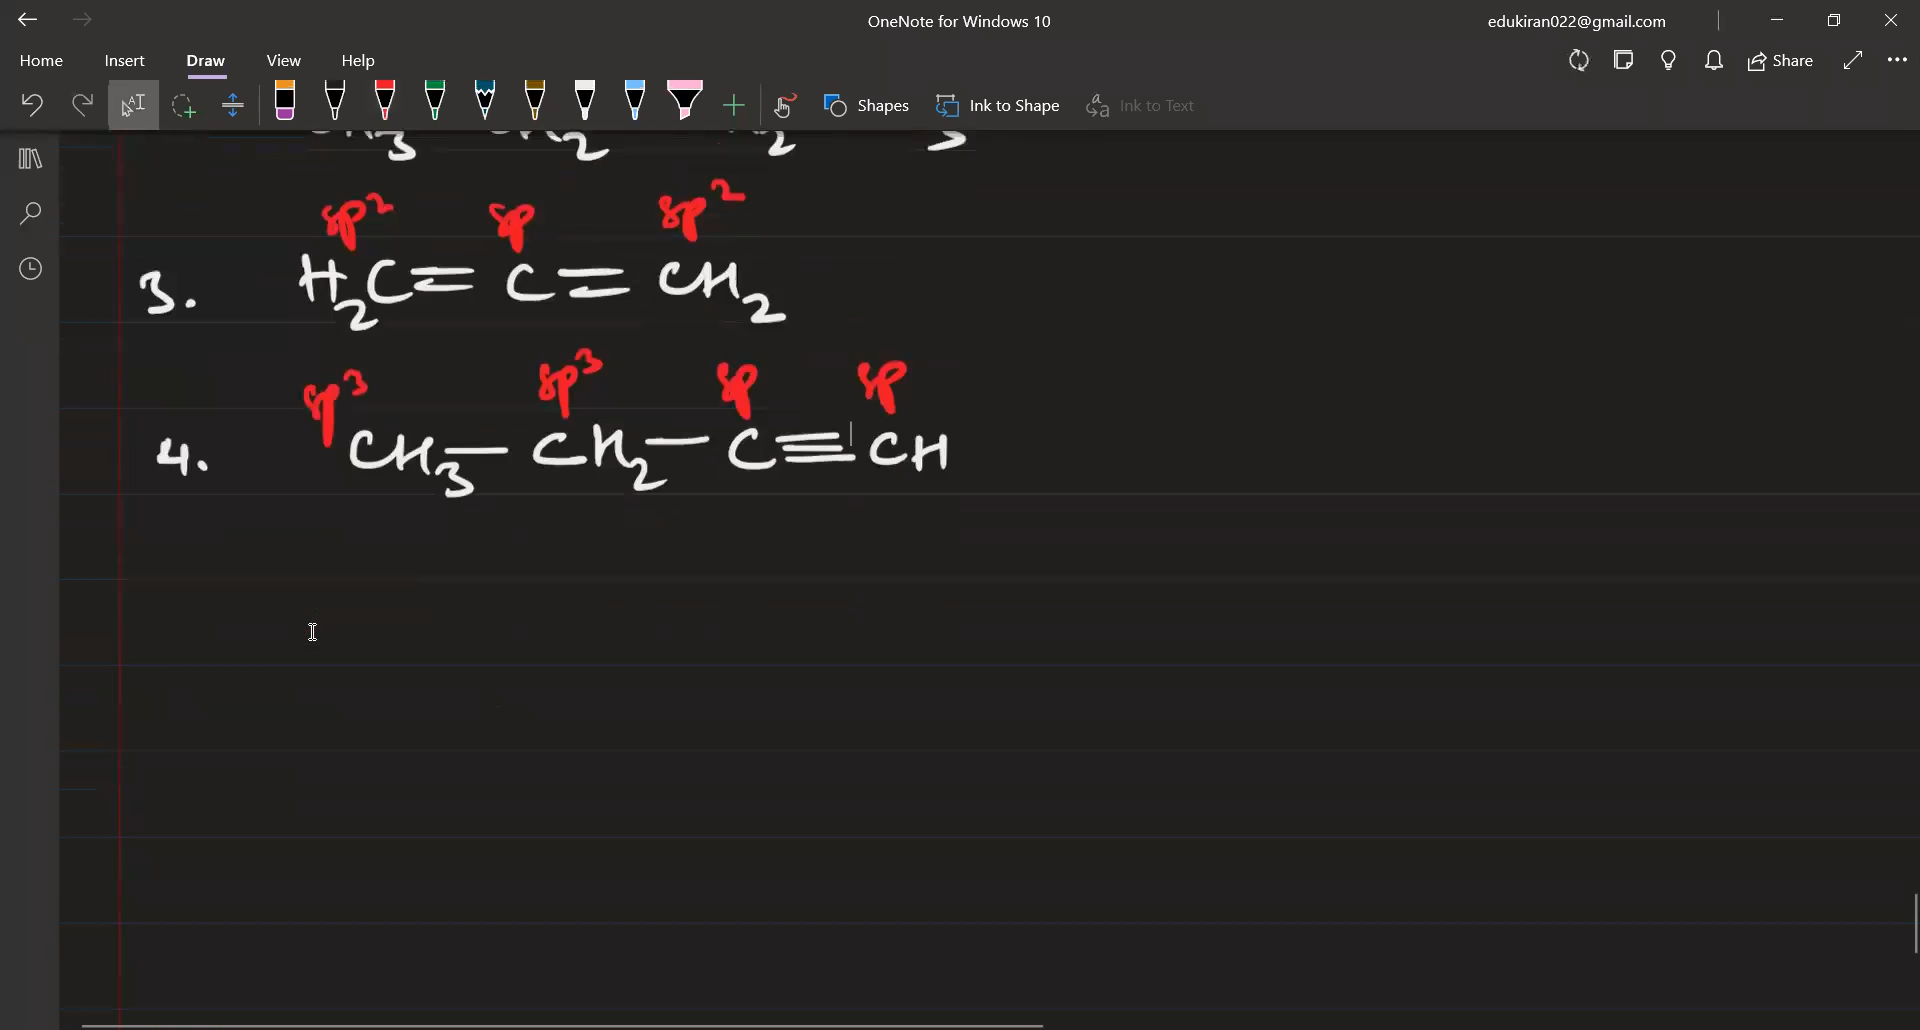 OneNote for Windows 10
edukiran022@gmail.com
Home Insert Draw View Help
Share
Shapes Ink to Shape Ink to Text
sp² sp sp²
3. H₂C=C=CH₂
sp³ sp³ sp sp
4. CH₃—CH₂—C≡CH